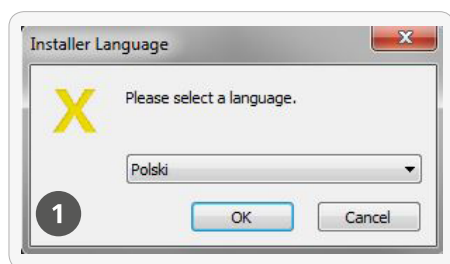 Installer Language
X
Please select a language.
Polski
1
OK
Cancel